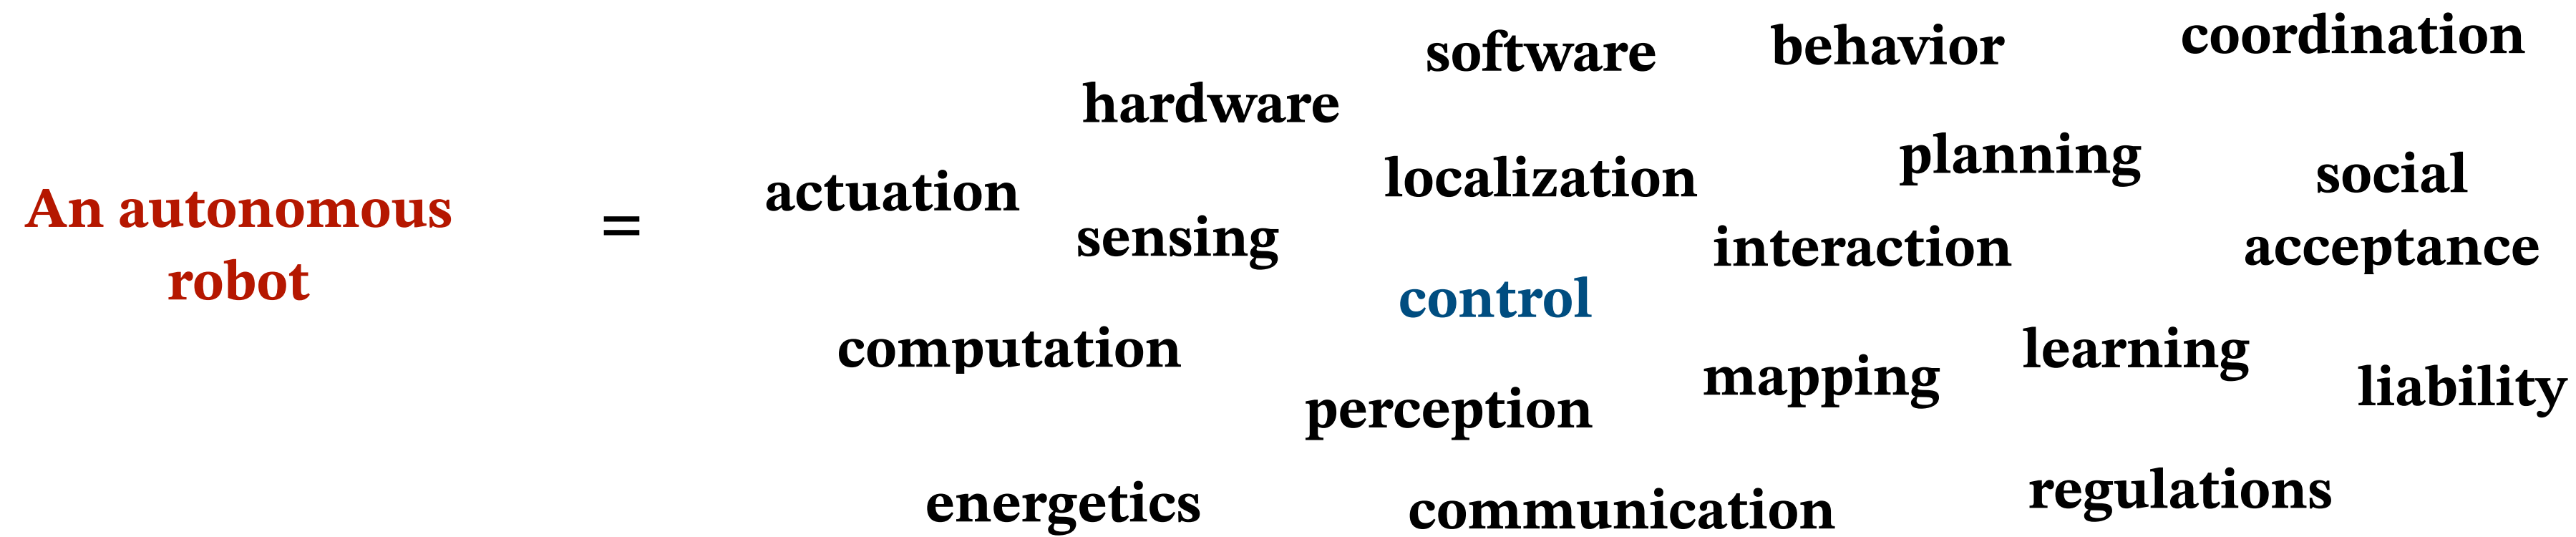 An autonomous
robot
=
software
behavior
coordination
hardware
planning
actuation
localization
social
acceptance
sensing
interaction
control
computation
mapping
learning
liability
perception
energetics
communication
regulations